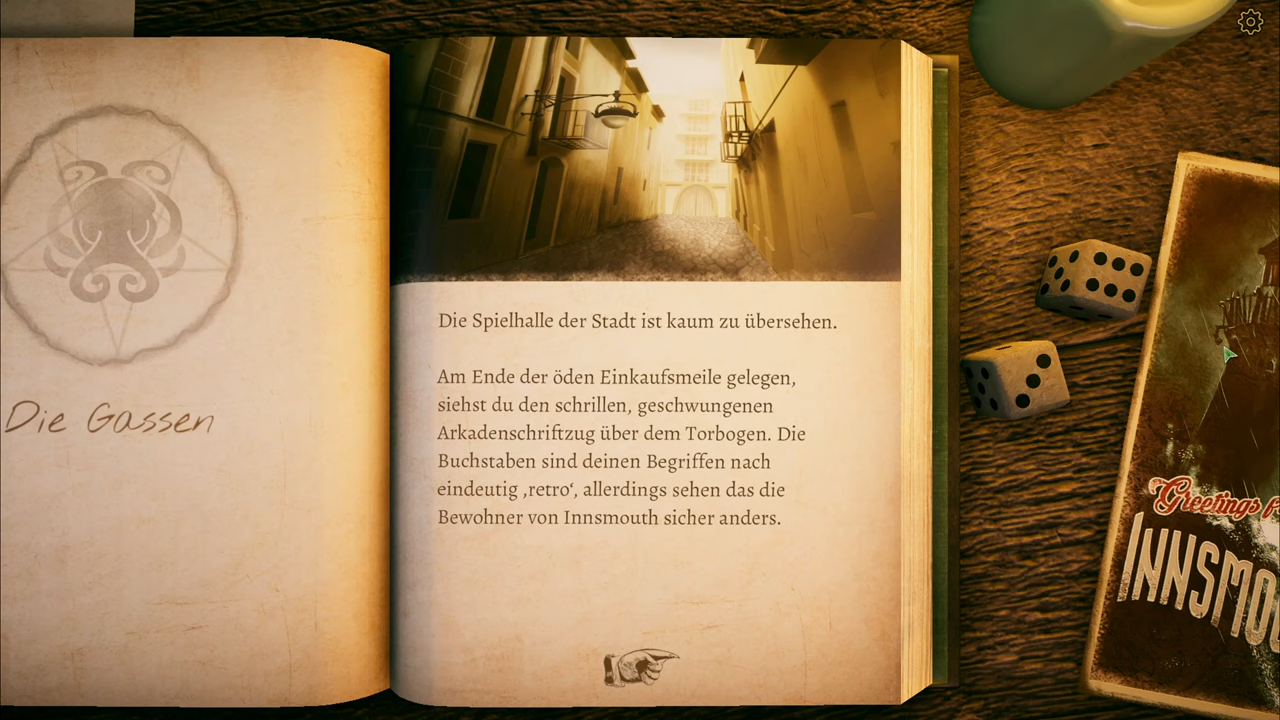 Die Gassen
Die Spielhalle der Stadt ist kaum zu übersehen.
Am Ende der öden Einkaufsmeile gelegen,
siehst du den schrillen, geschwungenen
Arkadenschriftzug über dem Torbogen. Die
Buchstaben sind deinen Begriffen nach
eindeutig ‚retro‘, allerdings sehen das die
Bewohner von Innsmouth sicher anders.
Greetings f
INNSMO